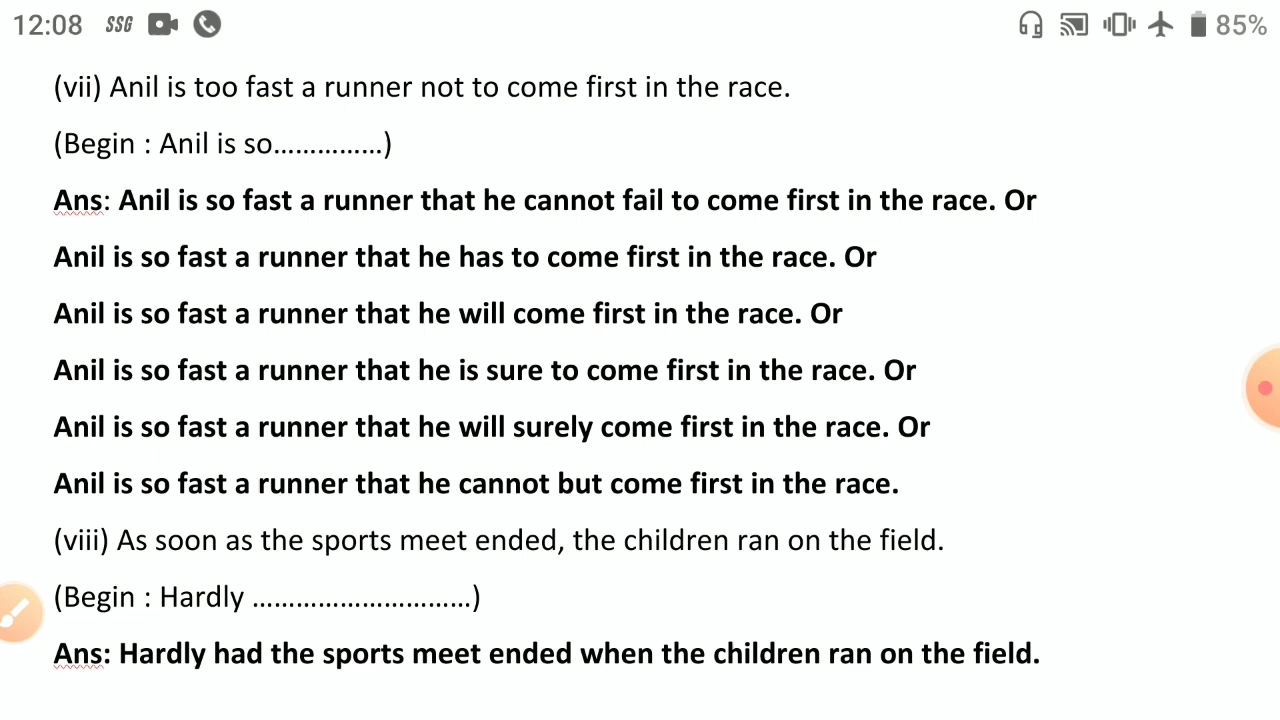 12:08 SSG 85%
(vii) Anil is too fast a runner not to come first in the race.
(Begin : Anil is so……………)
Ans: Anil is so fast a runner that he cannot fail to come first in the race. Or
Anil is so fast a runner that he has to come first in the race. Or
Anil is so fast a runner that he will come first in the race. Or
Anil is so fast a runner that he is sure to come first in the race. Or
Anil is so fast a runner that he will surely come first in the race. Or
Anil is so fast a runner that he cannot but come first in the race.
(viii) As soon as the sports meet ended, the children ran on the field.
(Begin : Hardly …………………………)
Ans: Hardly had the sports meet ended when the children ran on the field.